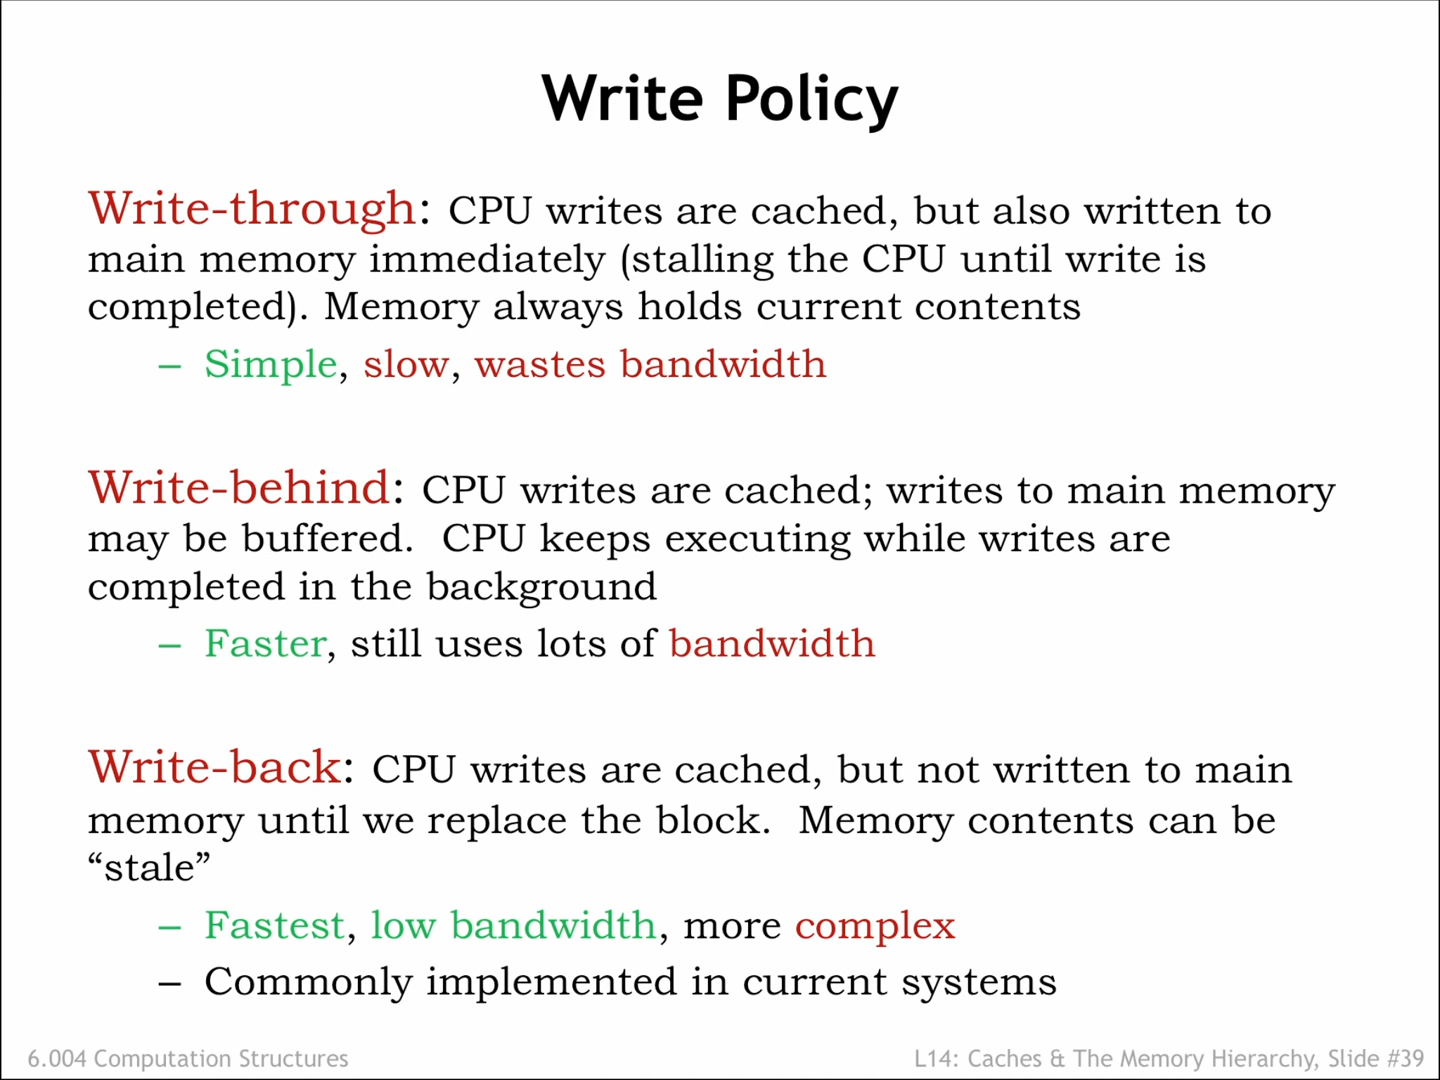 Write Policy
Write-through: CPU writes are cached, but also written to
main memory immediately (stalling the CPU until write is
completed). Memory always holds current contents
– Simple, slow, wastes bandwidth
Write-behind: CPU writes are cached; writes to main memory
may be buffered.  CPU keeps executing while writes are
completed in the background
– Faster, still uses lots of bandwidth
Write-back: CPU writes are cached, but not written to main
memory until we replace the block.  Memory contents can be
“stale”
– Fastest, low bandwidth, more complex
– Commonly implemented in current systems
6.004 Computation Structures
L14: Caches & The Memory Hierarchy, Slide #39